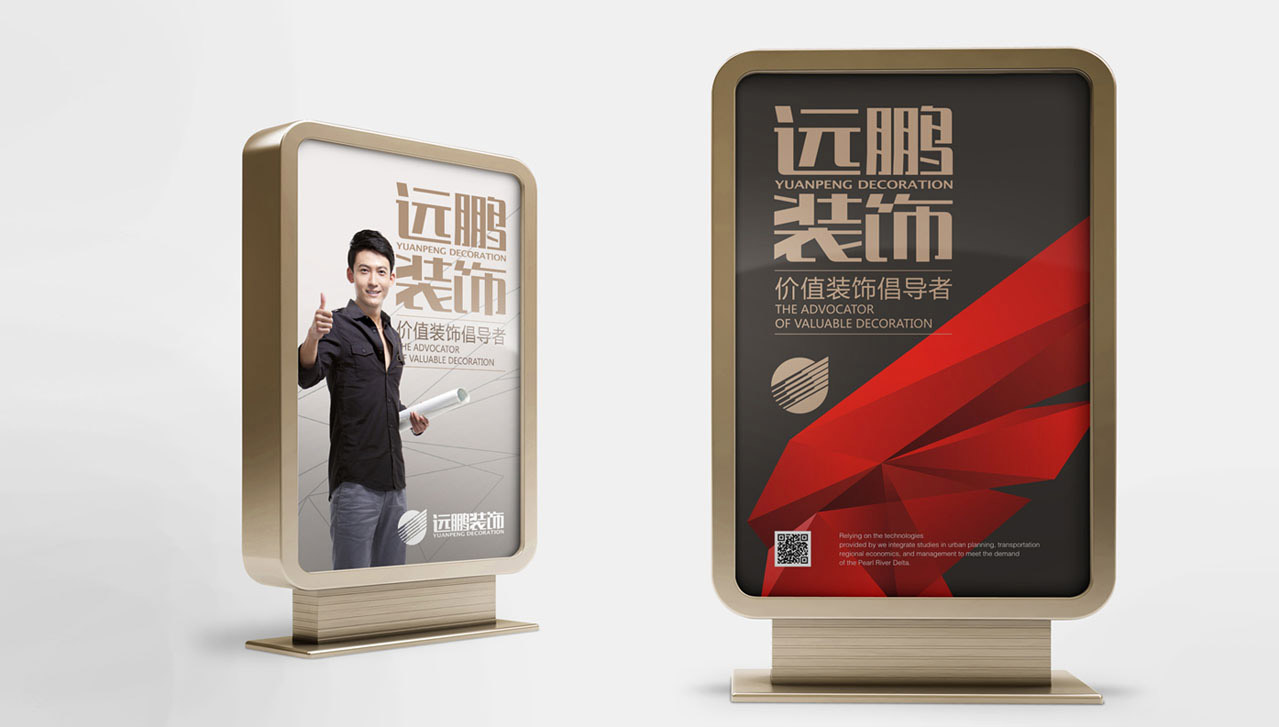 远鹏
YUANPENG DECORATION
装饰
价值装饰倡导者
THE ADVOCATOR
OF VALUABLE DECORATION
远鹏装饰
YUANPENG DECORATION
远鹏
YUANPENG DECORATION
装饰
价值装饰倡导者
THE ADVOCATOR
OF VALUABLE DECORATION
Relying on the technologies
provided by we integrate studies in urban planning, transportation
regional economics, and management to meet the demand
of the Pearl River Delta.